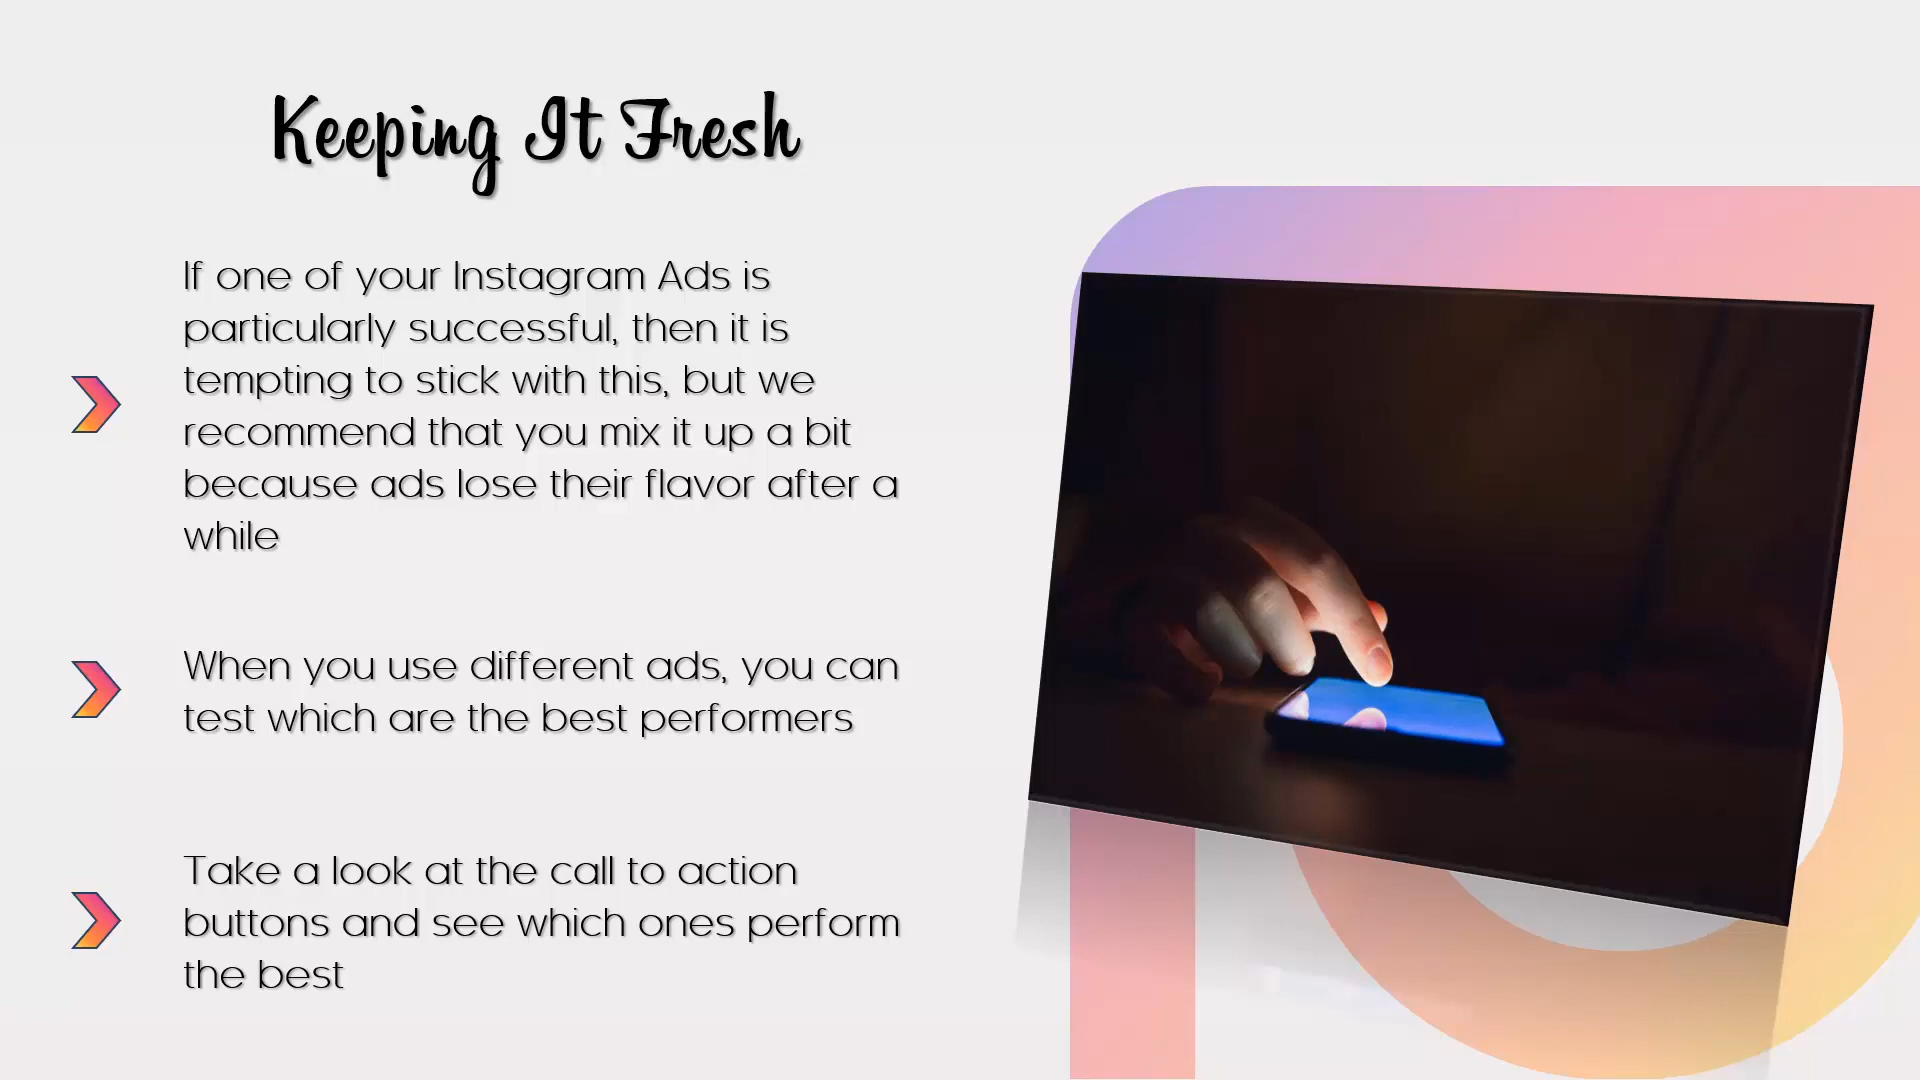 Keeping It Fresh
If one of your Instagram Ads is
particularly successful, then it is
tempting to stick with this, but we
recommend that you mix it up a bit
because ads lose their flavor after a
while
When you use different ads, you can
test which are the best performers
Take a look at the call to action
buttons and see which ones perform
the best